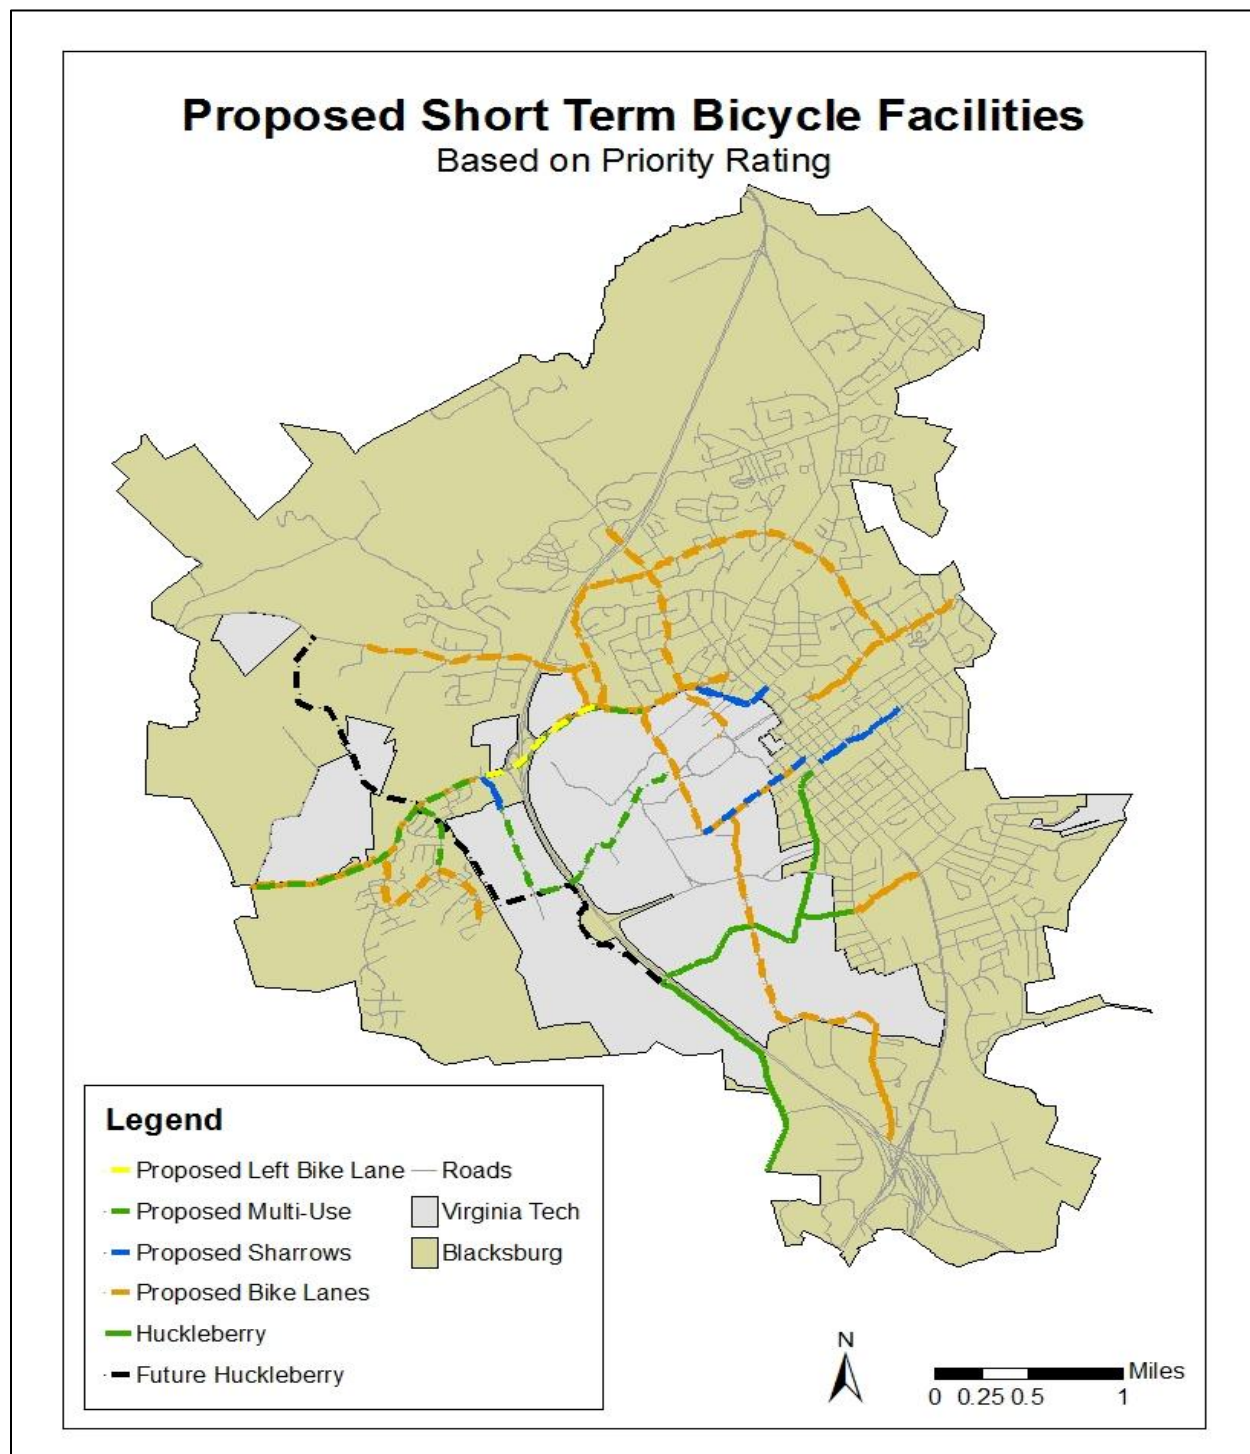 Proposed Short Term Bicycle Facilities
Based on Priority Rating
Legend
Proposed Left Bike Lane
Proposed Multi-Use
Proposed Sharrows
Proposed Bike Lanes
Huckleberry
Future Huckleberry
Roads
Virginia Tech
Blacksburg
N
Miles
0 0.25 0.5 1